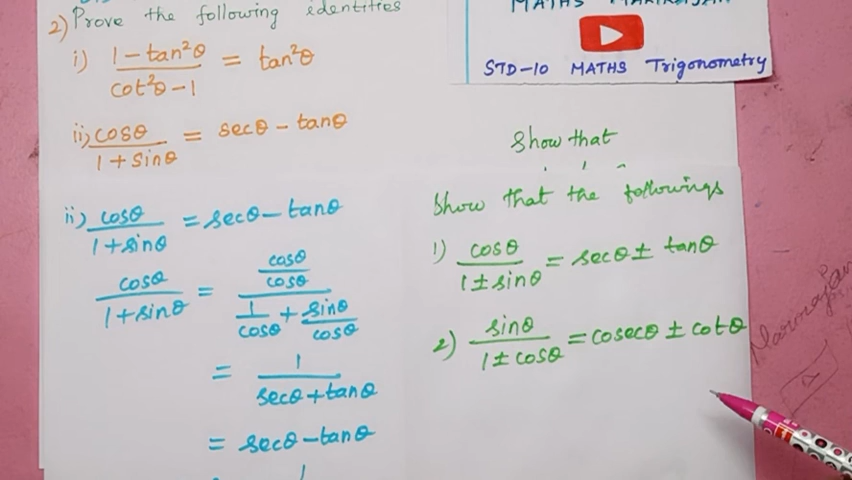 2) Prove the following identities
i) (1 - tan²θ)/(cot²θ - 1) = tan²θ
ii) cosθ/(1 + sinθ) = secθ - tanθ
STD-10 MATHS Trigonometry
Show that
ii) cosθ/(1+sinθ) = secθ - tanθ
cosθ/(1+sinθ) = (cosθ/cosθ)/(1/cosθ + sinθ/cosθ)
= 1/(secθ+tanθ)
= secθ - tanθ
Show that the followings
1) cosθ/(1±sinθ) = secθ ± tanθ
2) sinθ/(1±cosθ) = cosecθ ± cotθ